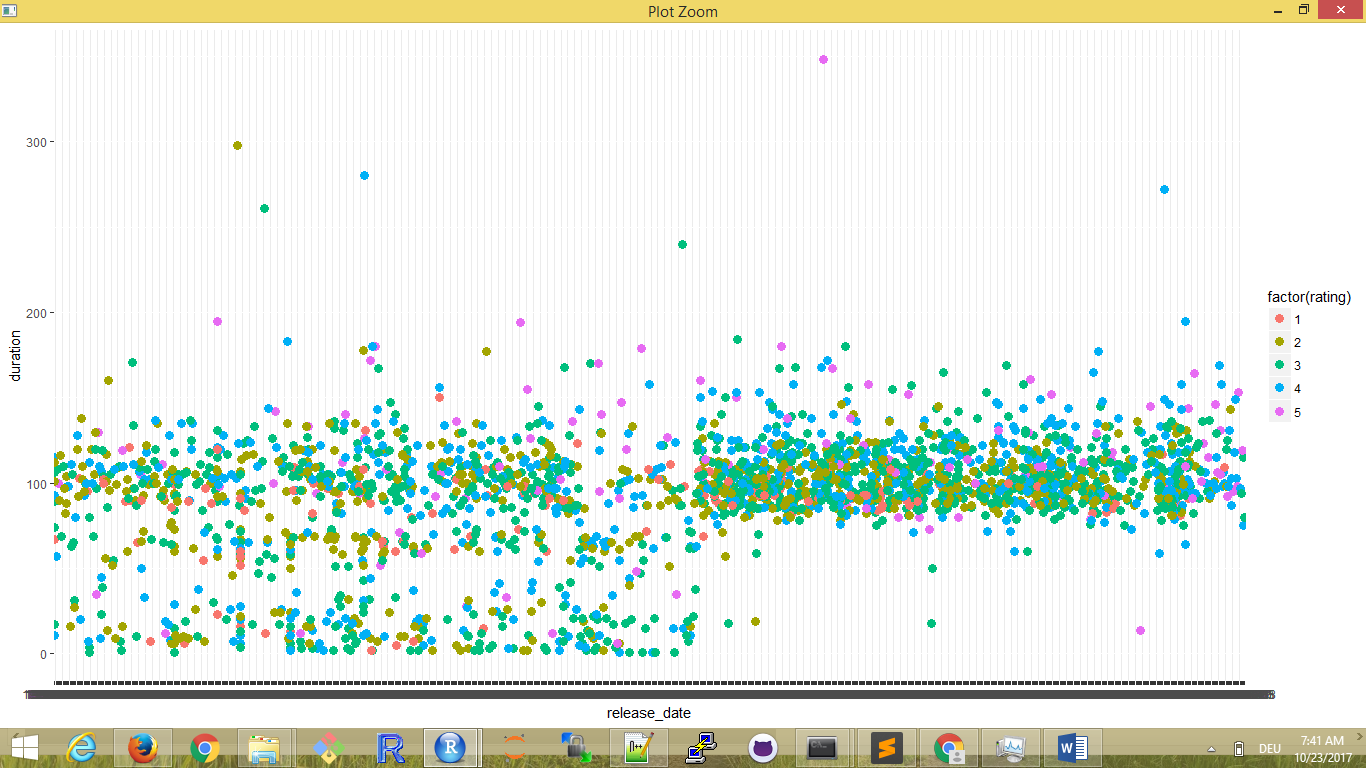 Plot Zoom
300
200
100
0
duration
release_date
factor(rating)
1
2
3
4
5
DEU
7:41 AM
10/23/2017